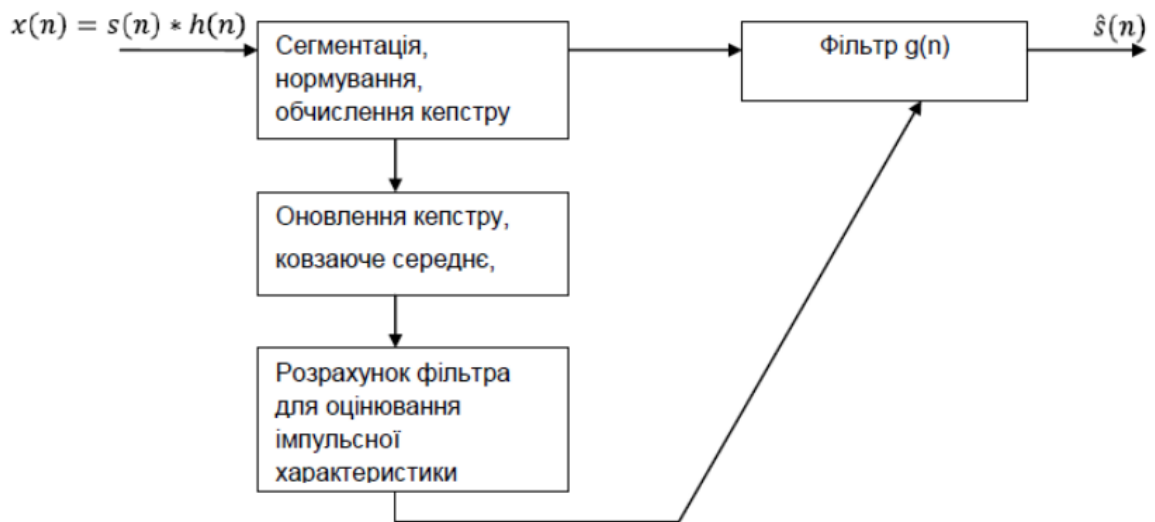 x(n) = s(n) * h(n)
Сегментація,
нормування,
обчислення кепстру
Фільтр g(n)
ŝ(n)
Оновлення кепстру,
ковзаюче середнє,
Розрахунок фільтра
для оцінювання
імпульсної
характеристики